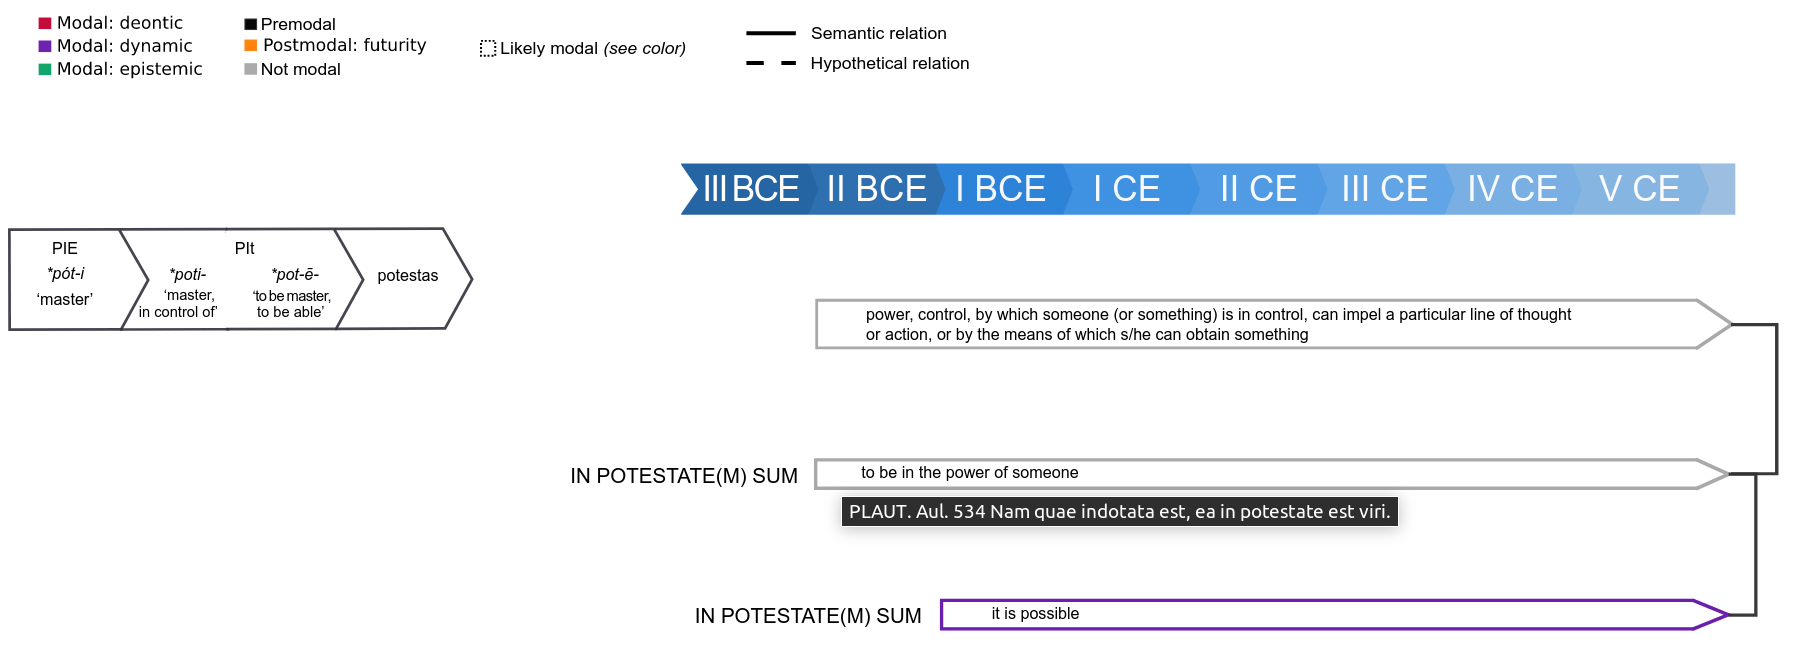 Modal: deontic
Modal: dynamic
Modal: epistemic
Premodal
Postmodal: futurity
Not modal
Likely modal (see color)
Semantic relation
Hypothetical relation
III BCE II BCE I BCE I CE II CE III CE IV CE V CE
PIE
*pót-i
‘master’
PIt
*poti-
‘master,
in control of’
*pot-ē-
‘to be master,
to be able’
potestas
power, control, by which someone (or something) is in control, can impel a particular line of thought
or action, or by the means of which s/he can obtain something
IN POTESTATE(M) SUM
to be in the power of someone
PLAUT. Aul. 534 Nam quae indotata est, ea in potestate est viri.
IN POTESTATE(M) SUM
it is possible